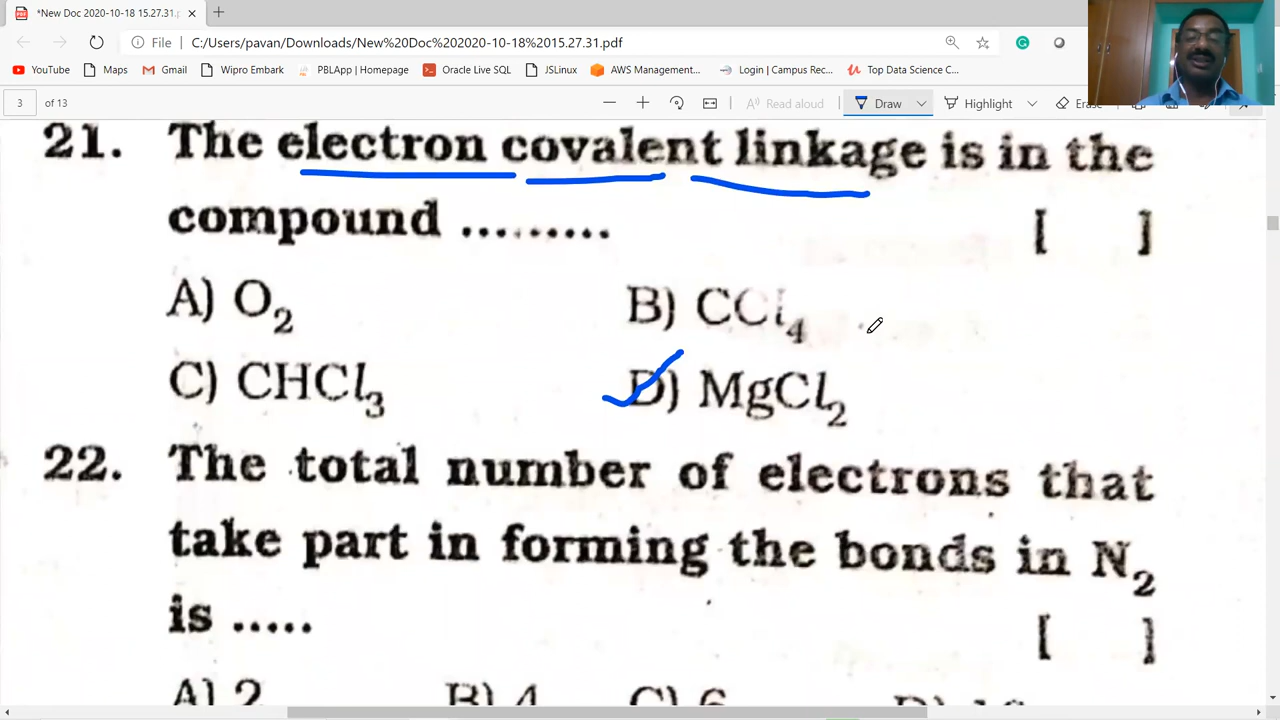 *New Doc 2020-10-18 15.27.31.p
File C:/Users/pavan/Downloads/New%20Doc%202020-10-18%2015.27.31.pdf
YouTube Maps Gmail Wipro Embark PBLApp | Homepage Oracle Live SQL JSLinux AWS Management... Login | Campus Rec... Top Data Science C...
3 of 13 Read aloud Draw Highlight Erase
21. The electron covalent linkage is in the
compound ......... [ ]
A) O₂ B) CCl₄
C) CHCl₃ D) MgCl₂
22. The total number of electrons that
take part in forming the bonds in N₂
is ..... [ ]
A) 2 B) 4 C) 6